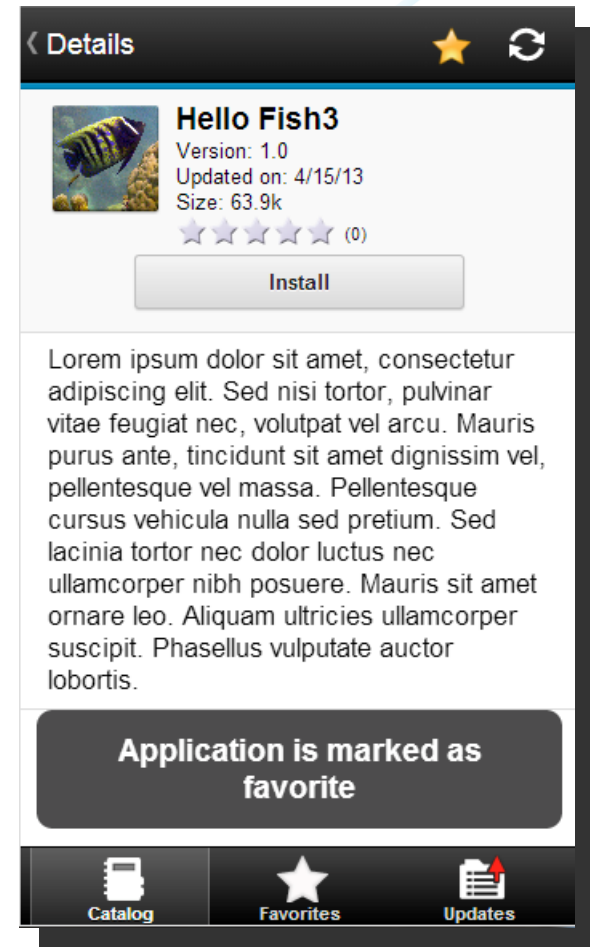 Details
Hello Fish3
Version: 1.0
Updated on: 4/15/13
Size: 63.9k
(0)
Install
Lorem ipsum dolor sit amet, consectetur
adipiscing elit. Sed nisi tortor, pulvinar
vitae feugiat nec, volutpat vel arcu. Mauris
purus ante, tincidunt sit amet dignissim vel,
pellentesque vel massa. Pellentesque
cursus vehicula nulla sed pretium. Sed
lacinia tortor nec dolor luctus nec
ullamcorper nibh posuere. Mauris sit amet
ornare leo. Aliquam ultricies ullamcorper
suscipit. Phasellus vulputate auctor
lobortis.
Application is marked as
favorite
Catalog Favorites Updates